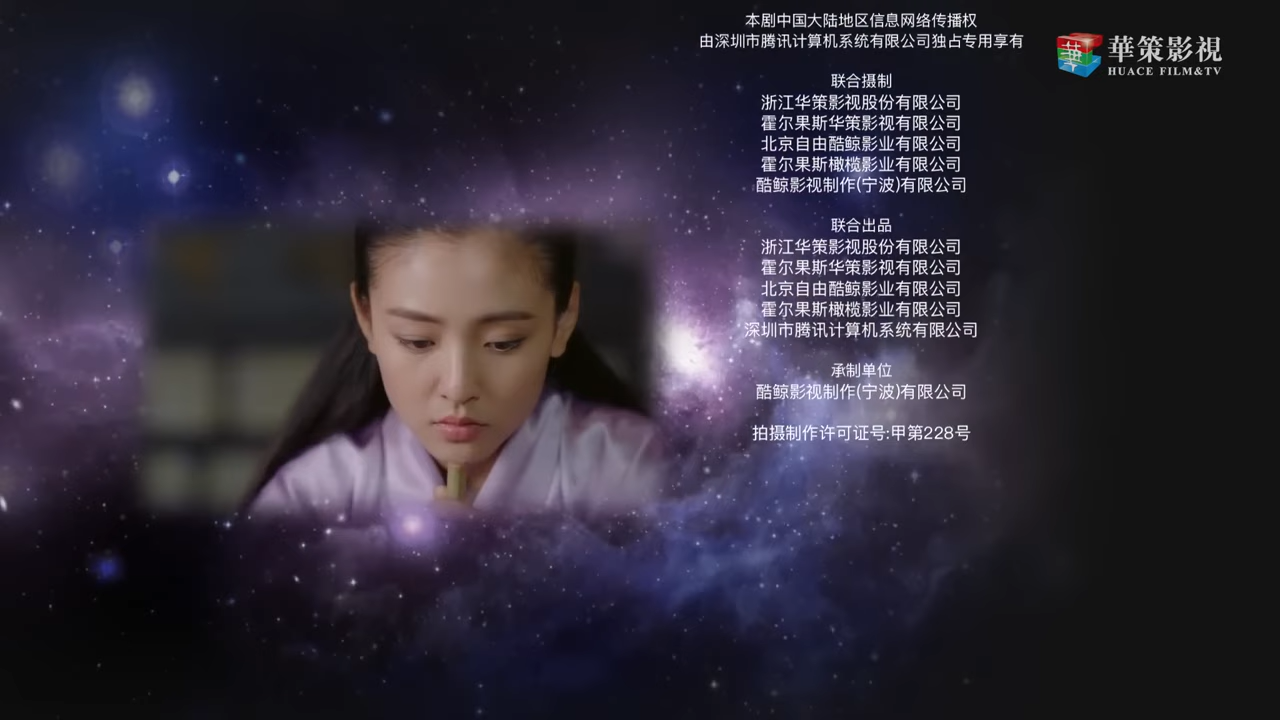 本剧中国大陆地区信息网络传播权
由深圳市腾讯计算机系统有限公司独占专用享有
華策影視
HUACE FILM&TV
联合摄制
浙江华策影视股份有限公司
霍尔果斯华策影视有限公司
北京自由酷鲸影业有限公司
霍尔果斯橄榄影业有限公司
酷鲸影视制作(宁波)有限公司
联合出品
浙江华策影视股份有限公司
霍尔果斯华策影视有限公司
北京自由酷鲸影业有限公司
霍尔果斯橄榄影业有限公司
深圳市腾讯计算机系统有限公司
承制单位
酷鲸影视制作(宁波)有限公司
拍摄制作许可证号:甲第228号